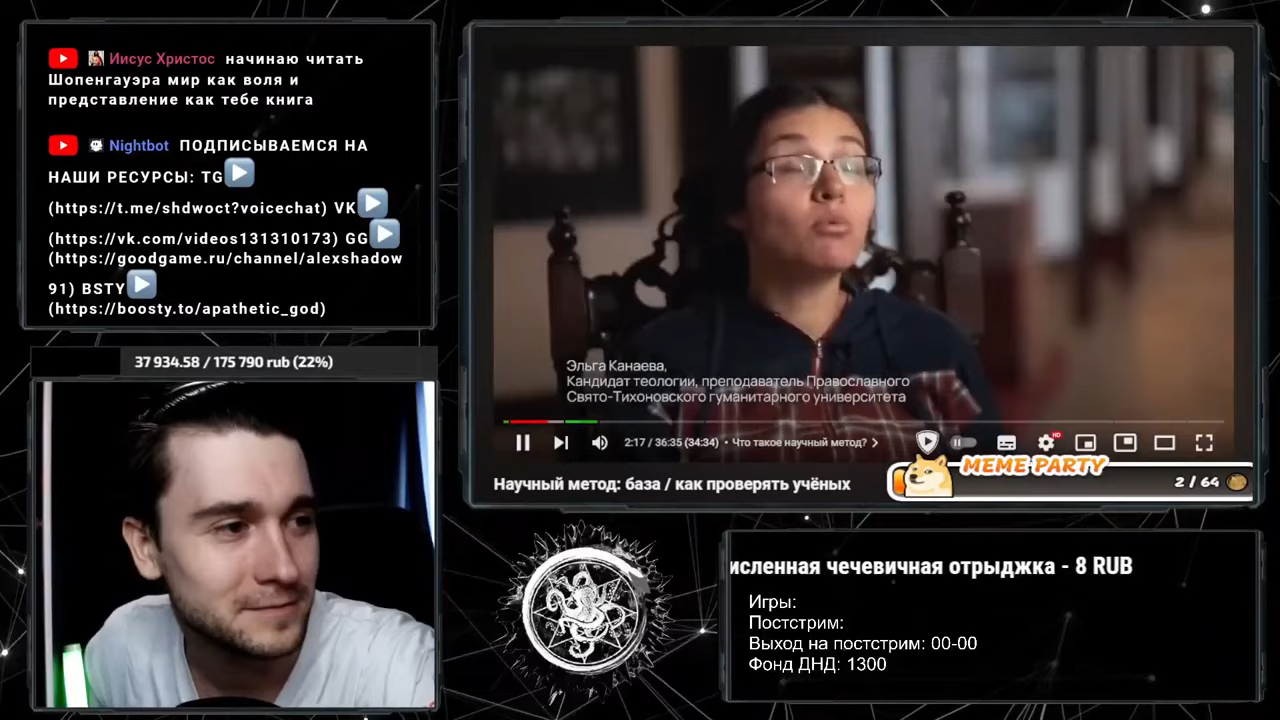 Иисус Христос начинаю читать
Шопенгауэра мир как воля и
представление как тебе книга
Nightbot ПОДПИСЫВАЕМСЯ НА
НАШИ РЕСУРСЫ: TG
(https://t.me/shdwoct?voicechat) VK
(https://vk.com/videos131310173) GG
(https://goodgame.ru/channel/alexshadow
91) BSTY
(https://boosty.to/apathetic_god)
37 934.58 / 175 790 rub (22%)
Эльга Канаева,
Кандидат теологии, преподаватель Православного
Свято-Тихоновского гуманитарного университета
2:17 / 36:35 (34:34) • Что такое научный метод?
HD
MEME PARTY
Научный метод: база / как проверять учёных
2 / 64
исленная чечевичная отрыджка - 8 RUB
Игры:
Постстрим:
Выход на постстрим: 00-00
Фонд ДНД: 1300